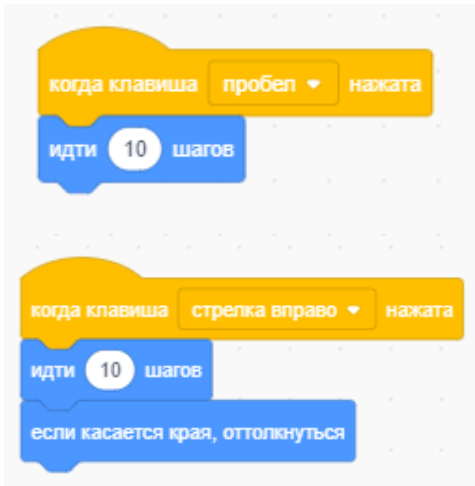 когда клавиша пробел нажата
идти 10 шагов
когда клавиша стрелка вправо нажата
идти 10 шагов
если касается края, оттолкнуться